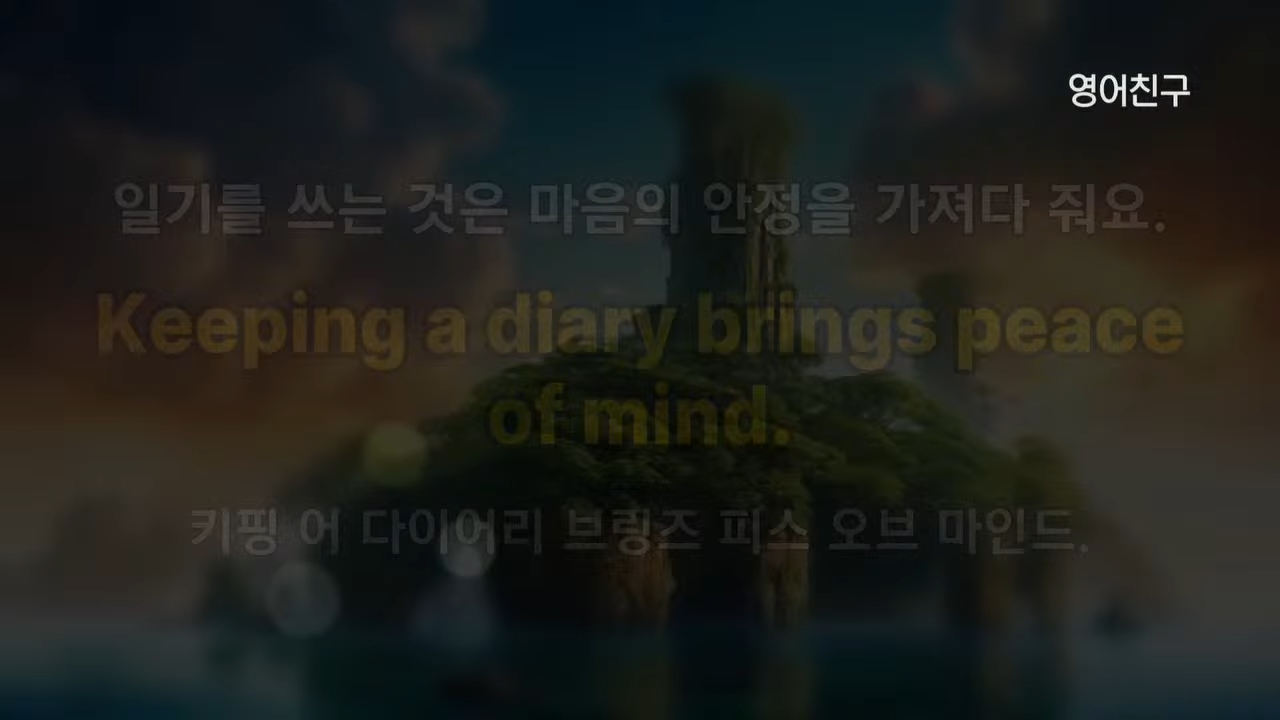 영어친구
일기를 쓰는 것은 마음의 안정을 가져다 줘요.
Keeping a diary brings peace
of mind.
키핑 어 다이어리 브링즈 피스 오브 마인드.